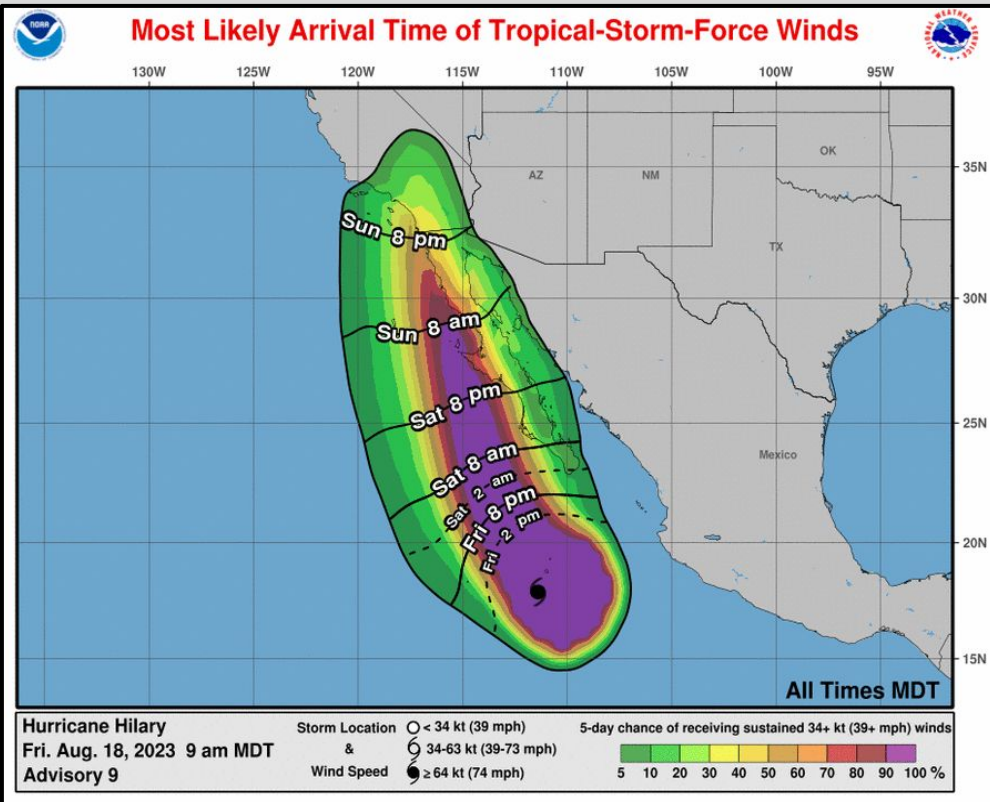 NOAA
Most Likely Arrival Time of Tropical-Storm-Force Winds
NATIONAL WEATHER SERVICE
130W 120W 115W 110W 105W 100W 95W
35N
OK
AZ
NM
TX
Sun 8 pm
30N
Sun 8 am
Sat 8 pm
25N
Sat 8 am
Mexico
Sat 2 am
Fri 8 pm
Fri 2 pm
20N
15N
All Times MDT
Hurricane Hilary
Fri. Aug. 18, 2023 9 am MDT
Advisory 9
Storm Location
&
Wind Speed
< 34 kt (39 mph)
34-63 kt (39-73 mph)
≥ 64 kt (74 mph)
5-day chance of receiving sustained 34+ kt (39+ mph) winds
5 10 20 30 40 50 60 70 80 90 100 %